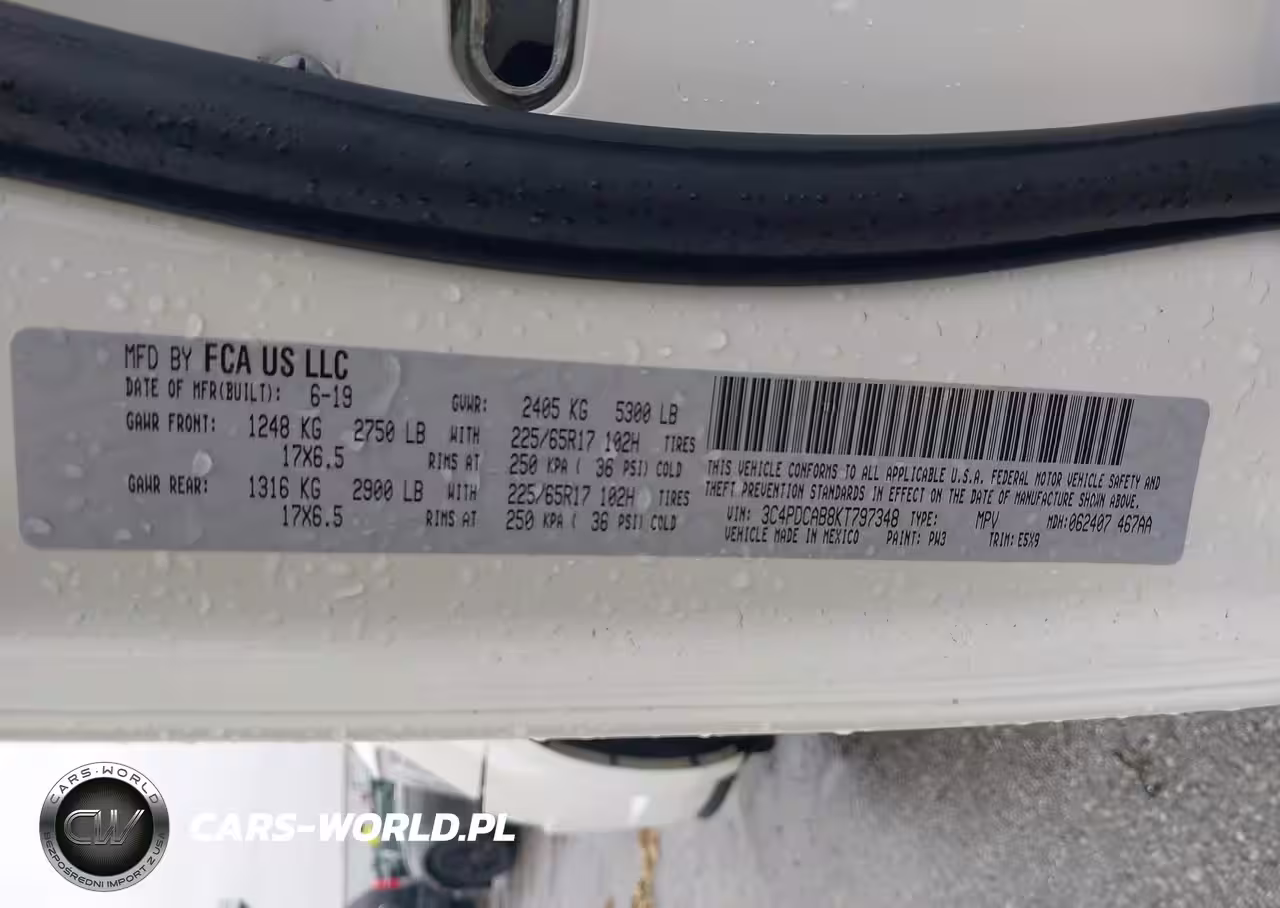 MFD BY FCA US LLC
DATE OF MFR(BUILT): 6-19 GVWR: 2405 KG 5300 LB
GAWR FRONT: 1248 KG 2750 LB WITH 225/65R17 102H TIRES
17X6.5 RIMS AT 250 KPA ( 36 PSI) COLD
GAWR REAR: 1316 KG 2900 LB WITH 225/65R17 102H TIRES
17X6.5 RIMS AT 250 KPA ( 36 PSI) COLD
THIS VEHICLE CONFORMS TO ALL APPLICABLE U.S.A. FEDERAL MOTOR VEHICLE SAFETY AND
THEFT PREVENTION STANDARDS IN EFFECT ON THE DATE OF MANUFACTURE SHOWN ABOVE.
VIN: 3C4PDCAB8KT797348 TYPE: MPV MDH:062407 467AA
VEHICLE MADE IN MEXICO PAINT: PW3 TRIM: E5X9
CARS-WORLD
CW
BEZPOŚREDNI IMPORT Z USA
CARS-WORLD.PL